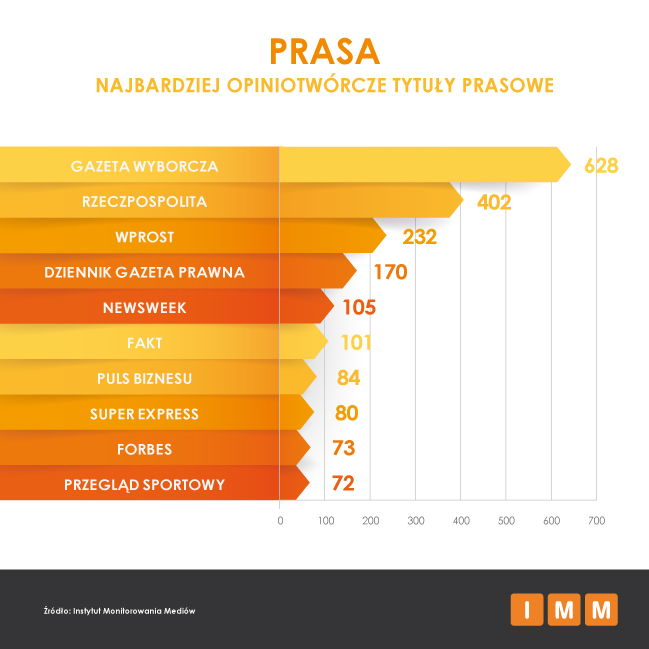 PRASA
NAJBARDZIEJ OPINIOTWÓRCZE TYTUŁY PRASOWE
GAZETA WYBORCZA 628
RZECZPOSPOLITA 402
WPROST 232
DZIENNIK GAZETA PRAWNA 170
NEWSWEEK 105
FAKT 101
PULS BIZNESU 84
SUPER EXPRESS 80
FORBES 73
PRZEGLĄD SPORTOWY 72
0 100 200 300 400 500 600 700
Źródło: Instytut Monitorowania Mediów
IMM